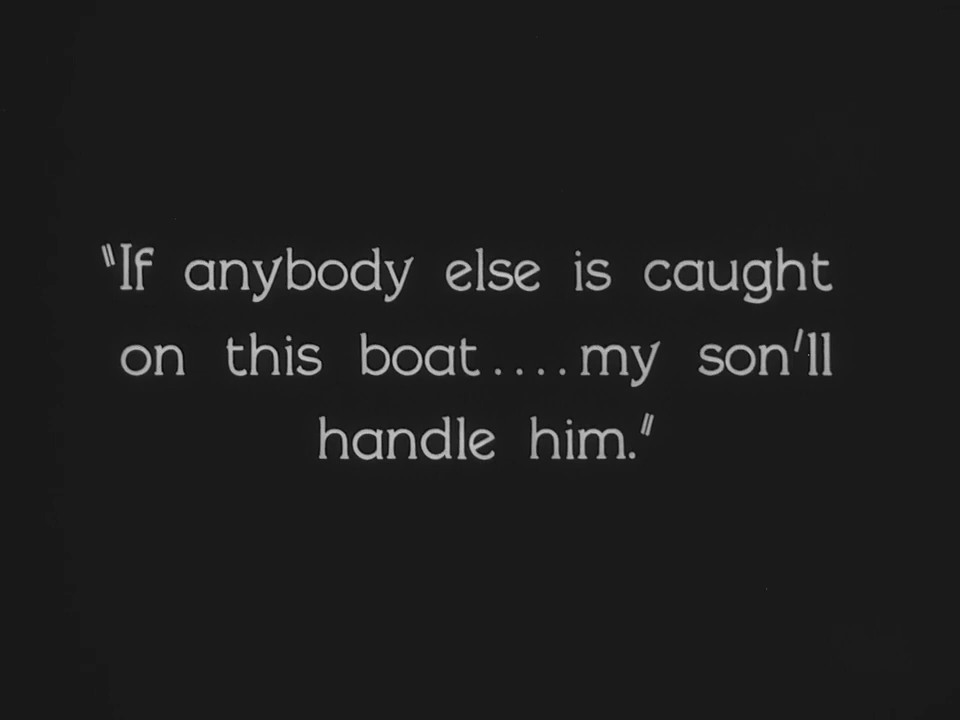 "If anybody else is caught
on this boat....my son'll
handle him."